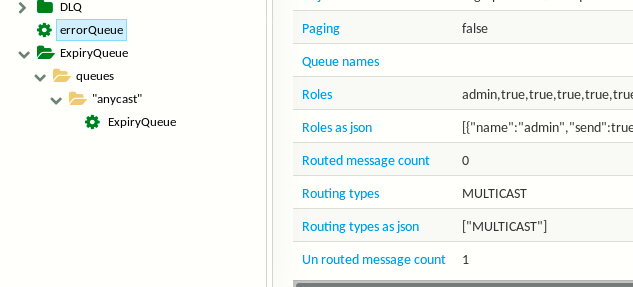 DLQ
errorQueue
ExpiryQueue
queues
"anycast"
ExpiryQueue
Paging false
Queue names
Roles admin,true,true,true,true,true
Roles as json [{"name":"admin","send":true
Routed message count 0
Routing types MULTICAST
Routing types as json ["MULTICAST"]
Un routed message count 1